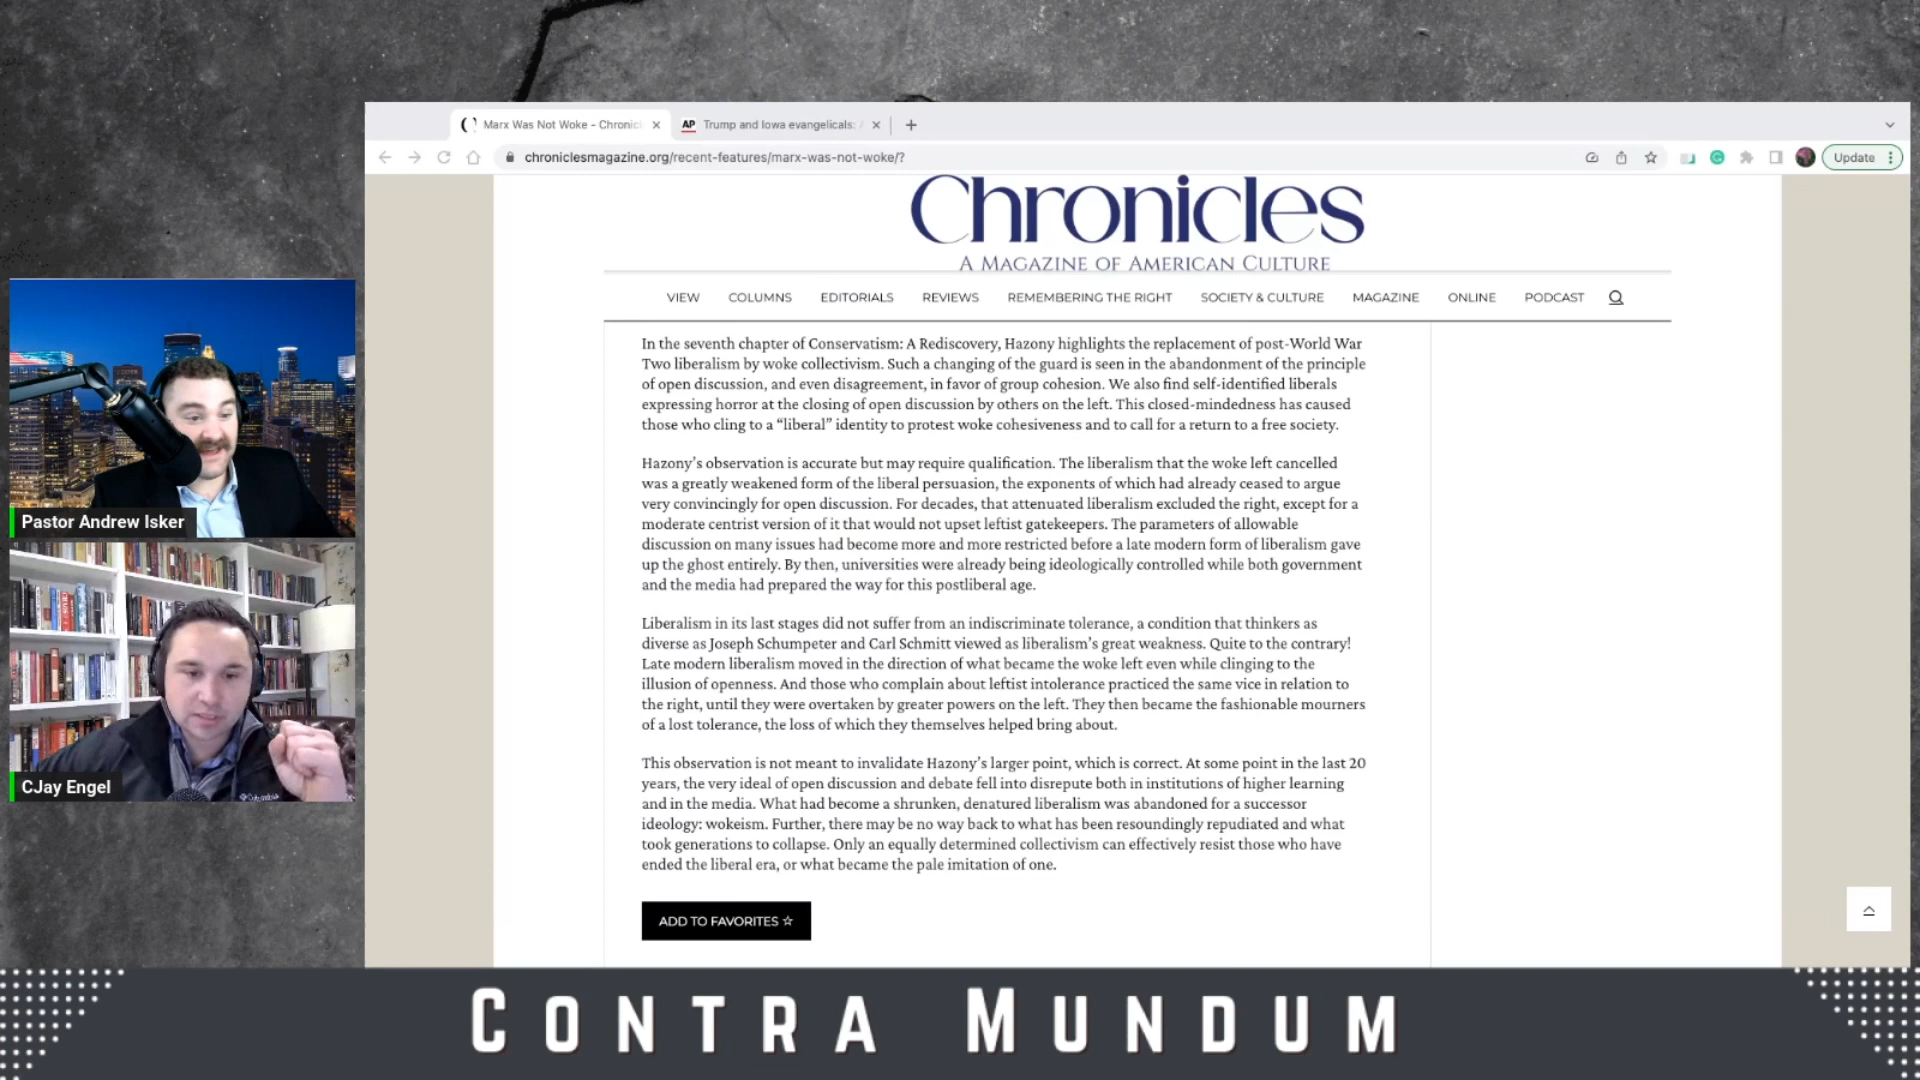 Marx Was Not Woke - Chronicl
AP Trump and Iowa evangelicals:
chroniclesmagazine.org/recent-features/marx-was-not-woke/?
Update
Chronicles
A MAGAZINE OF AMERICAN CULTURE
VIEW COLUMNS EDITORIALS REVIEWS REMEMBERING THE RIGHT SOCIETY & CULTURE MAGAZINE ONLINE PODCAST
In the seventh chapter of Conservatism: A Rediscovery, Hazony highlights the replacement of post-World War
Two liberalism by woke collectivism. Such a changing of the guard is seen in the abandonment of the principle
of open discussion, and even disagreement, in favor of group cohesion. We also find self-identified liberals
expressing horror at the closing of open discussion by others on the left. This closed-mindedness has caused
those who cling to a “liberal” identity to protest woke cohesiveness and to call for a return to a free society.
Hazony’s observation is accurate but may require qualification. The liberalism that the woke left cancelled
was a greatly weakened form of the liberal persuasion, the exponents of which had already ceased to argue
very convincingly for open discussion. For decades, that attenuated liberalism excluded the right, except for a
moderate centrist version of it that would not upset leftist gatekeepers. The parameters of allowable
discussion on many issues had become more and more restricted before a late modern form of liberalism gave
up the ghost entirely. By then, universities were already being ideologically controlled while both government
and the media had prepared the way for this postliberal age.
Liberalism in its last stages did not suffer from an indiscriminate tolerance, a condition that thinkers as
diverse as Joseph Schumpeter and Carl Schmitt viewed as liberalism’s great weakness. Quite to the contrary!
Late modern liberalism moved in the direction of what became the woke left even while clinging to the
illusion of openness. And those who complain about leftist intolerance practiced the same vice in relation to
the right, until they were overtaken by greater powers on the left. They then became the fashionable mourners
of a lost tolerance, the loss of which they themselves helped bring about.
This observation is not meant to invalidate Hazony’s larger point, which is correct. At some point in the last 20
years, the very ideal of open discussion and debate fell into disrepute both in institutions of higher learning
and in the media. What had become a shrunken, denatured liberalism was abandoned for a successor
ideology: wokeism. Further, there may be no way back to what has been resoundingly repudiated and what
took generations to collapse. Only an equally determined collectivism can effectively resist those who have
ended the liberal era, or what became the pale imitation of one.
ADD TO FAVORITES ☆
Pastor Andrew Isker
CJay Engel
Columbia
CONTRA MUNDUM